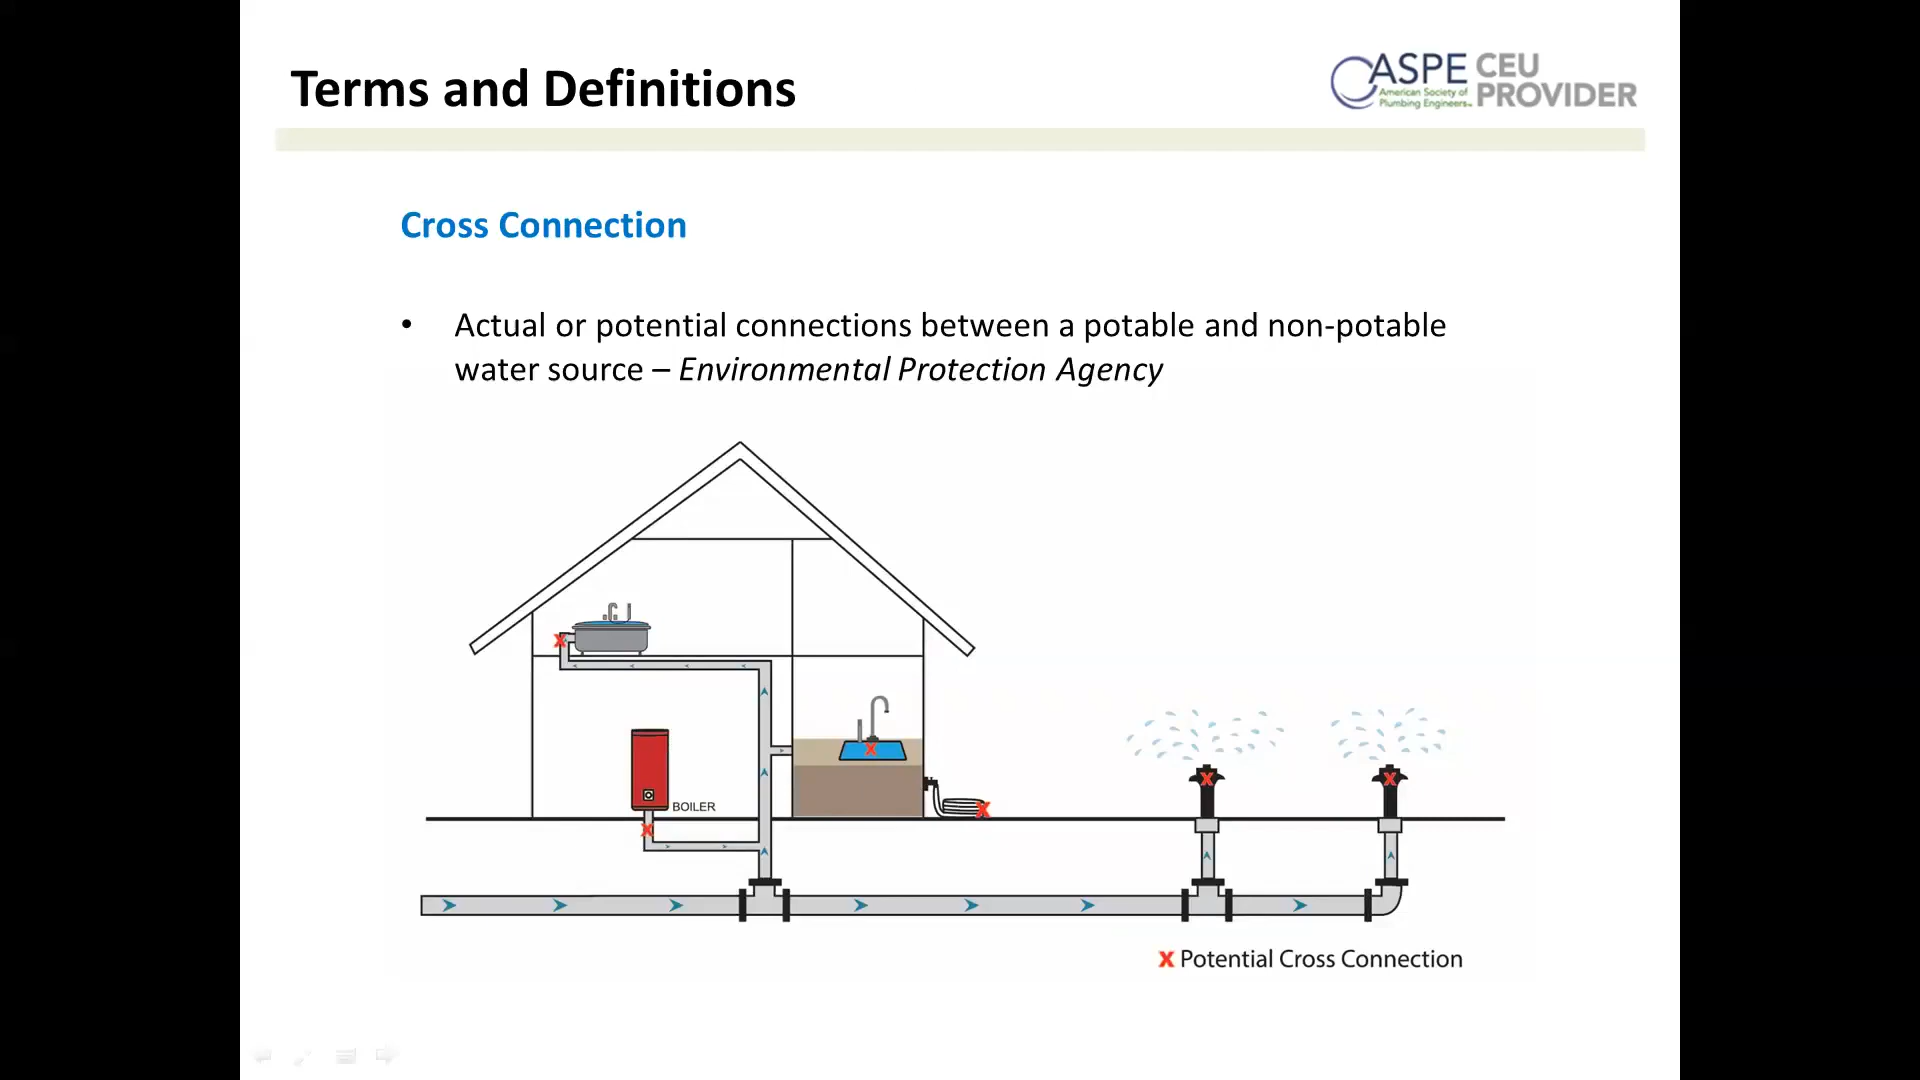 Terms and Definitions
ASPE CEU
American Society of
Plumbing Engineers™ PROVIDER
Cross Connection
• Actual or potential connections between a potable and non-potable
water source – Environmental Protection Agency
X
X
BOILER
X
X
X
X
X Potential Cross Connection